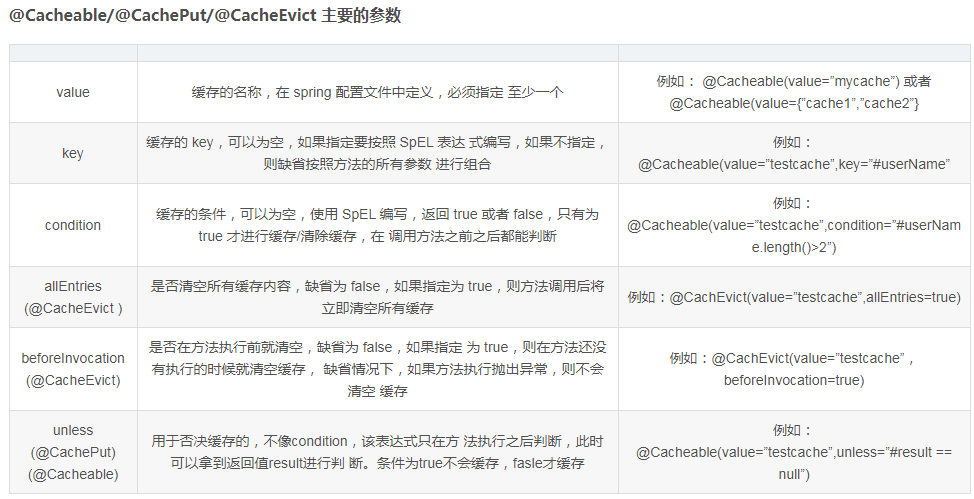 @Cacheable/@CachePut/@CacheEvict 主要的参数
value
缓存的名称，在 spring 配置文件中定义，必须指定 至少一个
例如： @Cacheable(value=”mycache”) 或者
@Cacheable(value={”cache1”,”cache2”}
key
缓存的 key，可以为空，如果指定要按照 SpEL 表达 式编写，如果不指定，
则缺省按照方法的所有参数 进行组合
例如：
@Cacheable(value=”testcache”,key=”#userName”
condition
缓存的条件，可以为空，使用 SpEL 编写，返回 true 或者 false，只有为
true 才进行缓存/清除缓存，在 调用方法之前之后都能判断
例如：
@Cacheable(value=”testcache”,condition=”#userNam
e.length()>2”)
allEntries
(@CacheEvict )
是否清空所有缓存内容，缺省为 false，如果指定为 true，则方法调用后将
立即清空所有缓存
例如：@CachEvict(value=”testcache”,allEntries=true)
beforeInvocation
(@CacheEvict)
是否在方法执行前就清空，缺省为 false，如果指定 为 true，则在方法还没
有执行的时候就清空缓存， 缺省情况下，如果方法执行抛出异常，则不会
清空 缓存
例如：@CachEvict(value=”testcache”，
beforeInvocation=true)
unless
(@CachePut)
(@Cacheable)
用于否决缓存的，不像condition，该表达式只在方 法执行之后判断，此时
可以拿到返回值result进行判 断。条件为true不会缓存，fasle才缓存
例如：
@Cacheable(value=”testcache”,unless=”#result ==
null”)